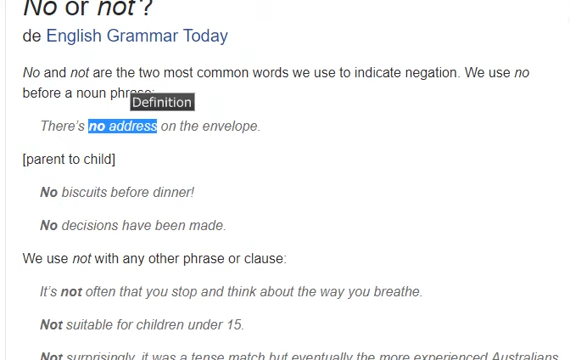 No or not?
de English Grammar Today
No and not are the two most common words we use to indicate negation. We use no
before a noun phrase:
Definition
There's no address on the envelope.
[parent to child]
No biscuits before dinner!
No decisions have been made.
We use not with any other phrase or clause:
It's not often that you stop and think about the way you breathe.
Not suitable for children under 15.
Not surprisingly, it was a tense match but eventually the more experienced Australians